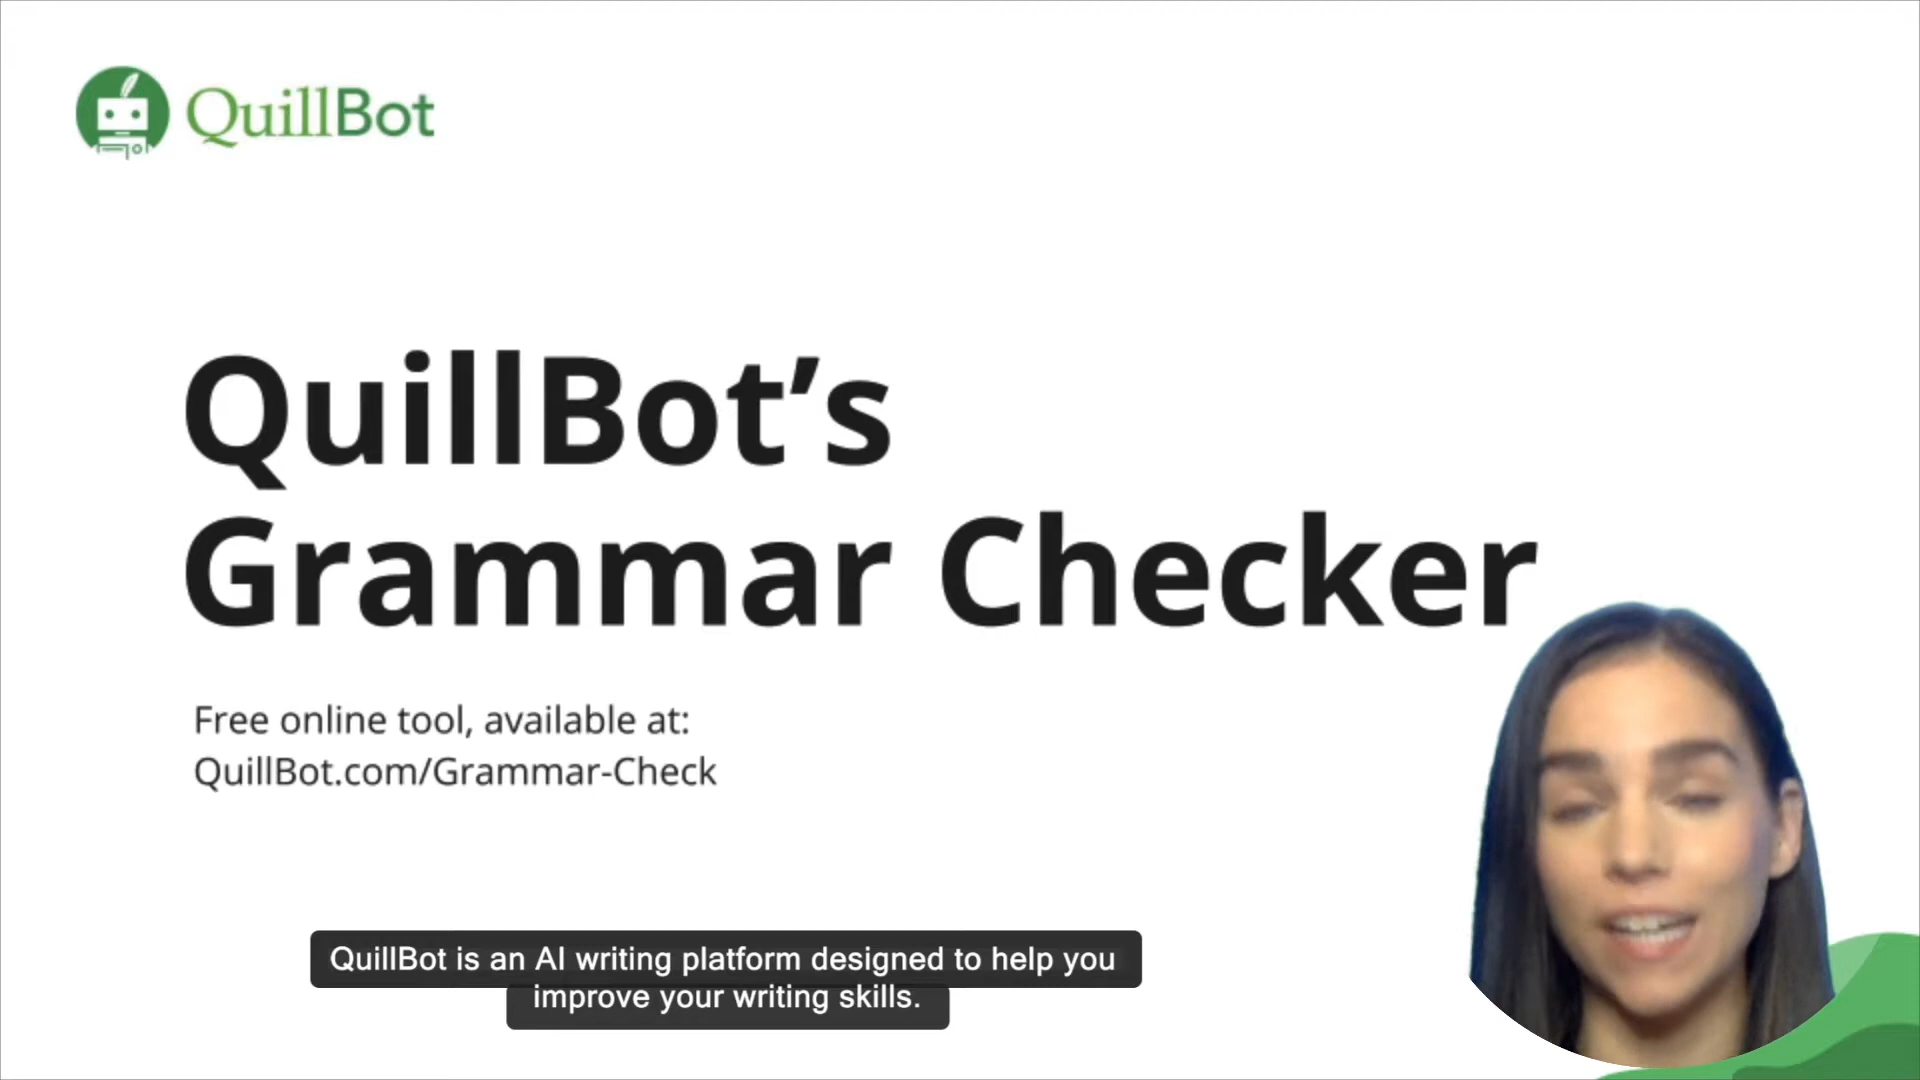 QuillBot
QuillBot’s
Grammar Checker
Free online tool, available at:
QuillBot.com/Grammar-Check
QuillBot is an AI writing platform designed to help you
improve your writing skills.